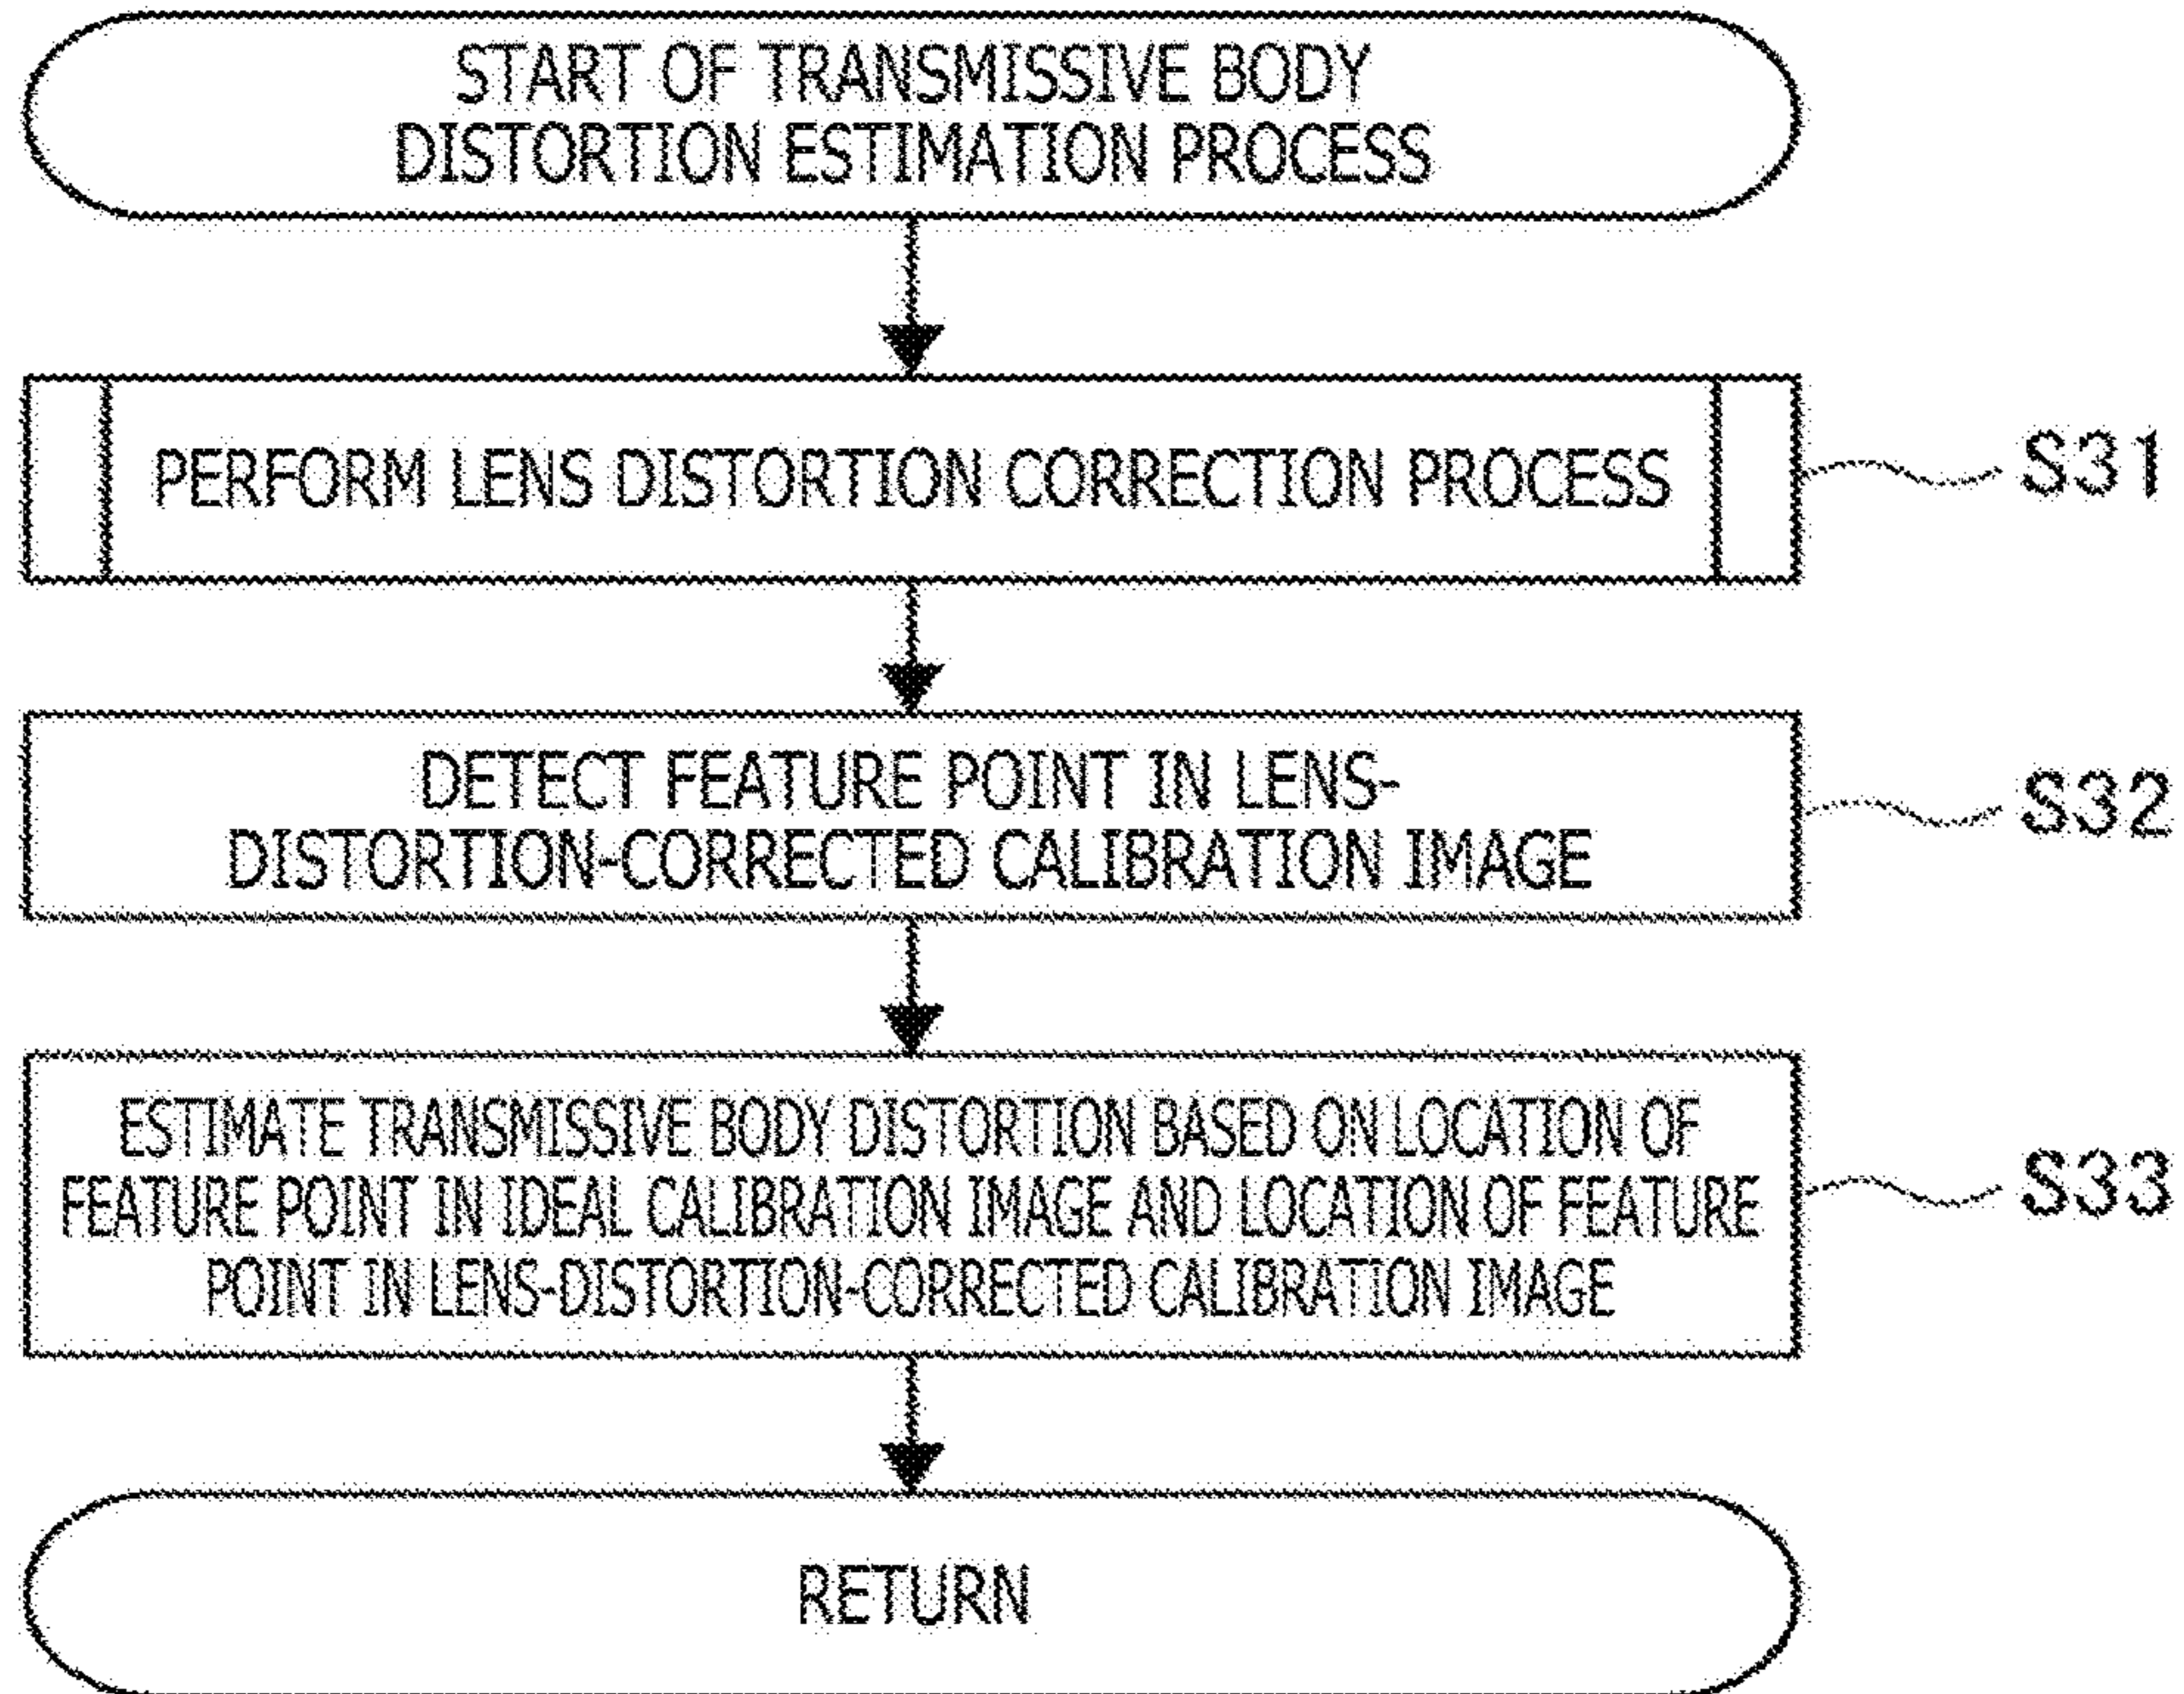 START OF TRANSMISSIVE BODY
DISTORTION ESTIMATION PROCESS
PERFORM LENS DISTORTION CORRECTION PROCESS
S31
DETECT FEATURE POINT IN LENS-
DISTORTION-CORRECTED CALIBRATION IMAGE
S32
ESTIMATE TRANSMISSIVE BODY DISTORTION BASED ON LOCATION OF
FEATURE POINT IN IDEAL CALIBRATION IMAGE AND LOCATION OF FEATURE
POINT IN LENS-DISTORTION-CORRECTED CALIBRATION IMAGE
S33
RETURN